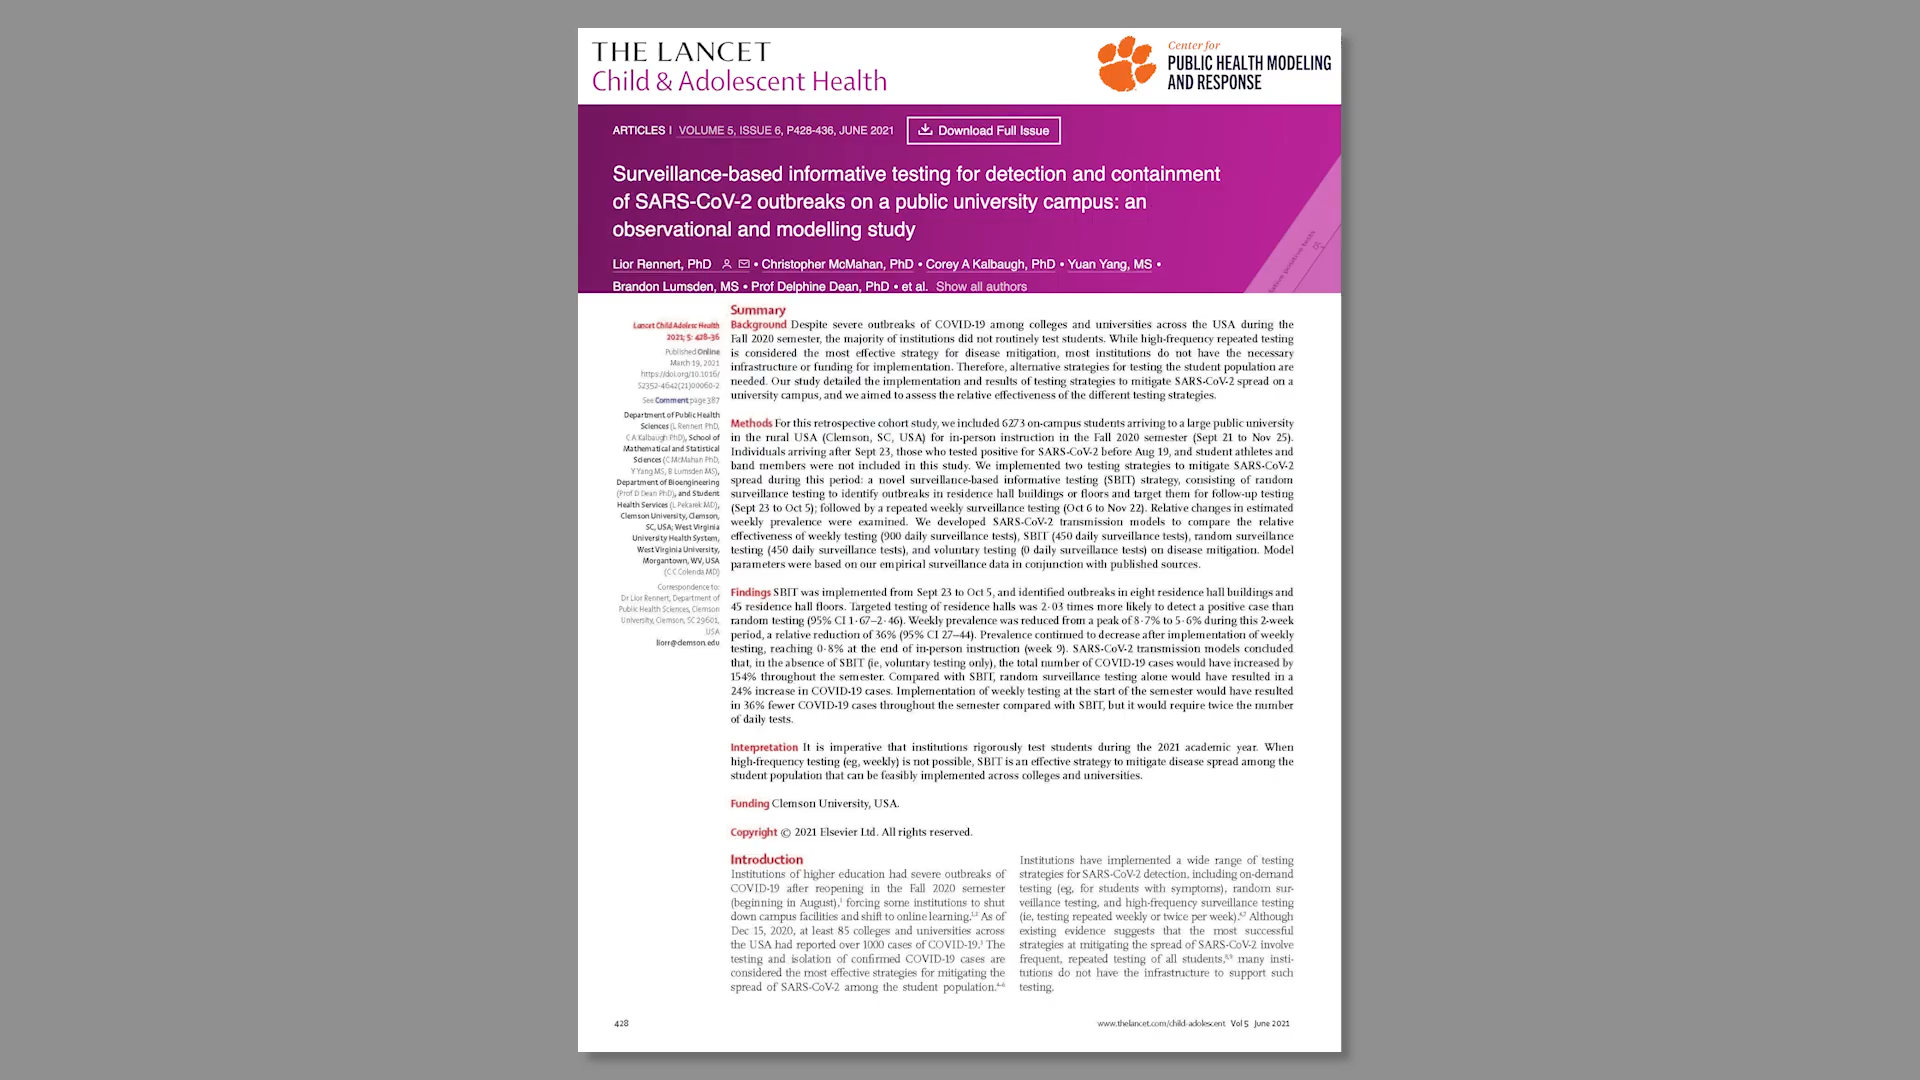 THE LANCET
Child & Adolescent Health
Center for
PUBLIC HEALTH MODELING
AND RESPONSE
ARTICLES | VOLUME 5, ISSUE 6, P428-436, JUNE 2021
Download Full Issue
Surveillance-based informative testing for detection and containment
of SARS-CoV-2 outbreaks on a public university campus: an
observational and modelling study
Lior Rennert, PhD • Christopher McMahan, PhD • Corey A Kalbaugh, PhD • Yuan Yang, MS •
Brandon Lumsden, MS • Prof Delphine Dean, PhD • et al. Show all authors
Lancet Child Adolesc Health
2021; 5: 428–36
Published Online
March 19, 2021
https://doi.org/10.1016/
S2352-4642(21)00060-2
See Comment page 387
Department of Public Health
Sciences (L Rennert PhD,
C A Kalbaugh PhD), School of
Mathematical and Statistical
Sciences (C McMahan PhD,
Y Yang MS, B Lumsden MS),
Department of Bioengineering
(Prof D Dean PhD), and Student
Health Services (L Pekarek MD),
Clemson University, Clemson,
SC, USA; West Virginia
University Health System,
West Virginia University,
Morgantown, WV, USA
(C C Colenda MD)
Correspondence to:
Dr Lior Rennert, Department of
Public Health Sciences, Clemson
University, Clemson, SC 29601,
USA
liorr@clemson.edu
Summary
Background Despite severe outbreaks of COVID-19 among colleges and universities across the USA during the
Fall 2020 semester, the majority of institutions did not routinely test students. While high-frequency repeated testing
is considered the most effective strategy for disease mitigation, most institutions do not have the necessary
infrastructure or funding for implementation. Therefore, alternative strategies for testing the student population are
needed. Our study detailed the implementation and results of testing strategies to mitigate SARS-CoV-2 spread on a
university campus, and we aimed to assess the relative effectiveness of the different testing strategies.
Methods For this retrospective cohort study, we included 6273 on-campus students arriving to a large public university
in the rural USA (Clemson, SC, USA) for in-person instruction in the Fall 2020 semester (Sept 21 to Nov 25).
Individuals arriving after Sept 23, those who tested positive for SARS-CoV-2 before Aug 19, and student athletes and
band members were not included in this study. We implemented two testing strategies to mitigate SARS-CoV-2
spread during this period: a novel surveillance-based informative testing (SBIT) strategy, consisting of random
surveillance testing to identify outbreaks in residence hall buildings or floors and target them for follow-up testing
(Sept 23 to Oct 5); followed by a repeated weekly surveillance testing (Oct 6 to Nov 22). Relative changes in estimated
weekly prevalence were examined. We developed SARS-CoV-2 transmission models to compare the relative
effectiveness of weekly testing (900 daily surveillance tests), SBIT (450 daily surveillance tests), random surveillance
testing (450 daily surveillance tests), and voluntary testing (0 daily surveillance tests) on disease mitigation. Model
parameters were based on our empirical surveillance data in conjunction with published sources.
Findings SBIT was implemented from Sept 23 to Oct 5, and identified outbreaks in eight residence hall buildings and
45 residence hall floors. Targeted testing of residence halls was 2·03 times more likely to detect a positive case than
random testing (95% CI 1·67–2·46). Weekly prevalence was reduced from a peak of 8·7% to 5·6% during this 2-week
period, a relative reduction of 36% (95% CI 27–44). Prevalence continued to decrease after implementation of weekly
testing, reaching 0·8% at the end of in-person instruction (week 9). SARS-CoV-2 transmission models concluded
that, in the absence of SBIT (ie, voluntary testing only), the total number of COVID-19 cases would have increased by
154% throughout the semester. Compared with SBIT, random surveillance testing alone would have resulted in a
24% increase in COVID-19 cases. Implementation of weekly testing at the start of the semester would have resulted
in 36% fewer COVID-19 cases throughout the semester compared with SBIT, but it would require twice the number
of daily tests.
Interpretation It is imperative that institutions rigorously test students during the 2021 academic year. When
high-frequency testing (eg, weekly) is not possible, SBIT is an effective strategy to mitigate disease spread among the
student population that can be feasibly implemented across colleges and universities.
Funding Clemson University, USA.
Copyright © 2021 Elsevier Ltd. All rights reserved.
Introduction
Institutions of higher education had severe outbreaks of
COVID-19 after reopening in the Fall 2020 semester
(beginning in August),¹ forcing some institutions to shut
down campus facilities and shift to online learning.¹,² As of
Dec 15, 2020, at least 85 colleges and universities across
the USA had reported over 1000 cases of COVID-19.³ The
testing and isolation of confirmed COVID-19 cases are
considered the most effective strategies for mitigating the
spread of SARS-CoV-2 among the student population.⁴⁻⁶
Institutions have implemented a wide range of testing
strategies for SARS-CoV-2 detection, including on-demand
testing (eg, for students with symptoms), random sur-
veillance testing, and high-frequency surveillance testing
(ie, testing repeated weekly or twice per week).⁶,⁷ Although
existing evidence suggests that the most successful
strategies at mitigating the spread of SARS-CoV-2 involve
frequent, repeated testing of all students,⁸,⁹ many insti-
tutions do not have the infrastructure to support such
testing.
428
www.thelancet.com/child-adolescent Vol 5 June 2021